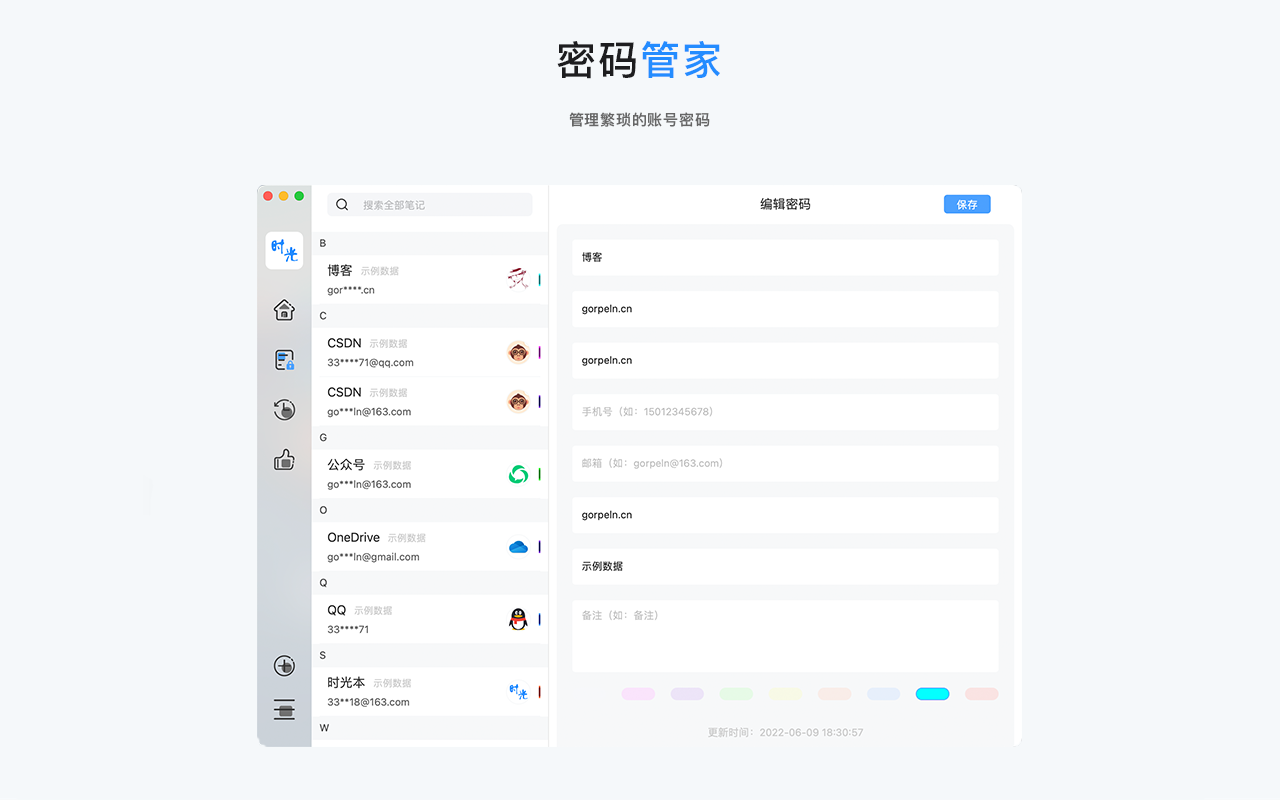 密码管家
管理繁琐的账号密码
搜索全部笔记
时光
B
博客 示例数据
gor****.cn
C
CSDN 示例数据
33****71@qq.com
CSDN 示例数据
go***ln@163.com
G
公众号 示例数据
go***ln@163.com
O
OneDrive 示例数据
go***ln@gmail.com
Q
QQ 示例数据
33****71
S
时光本 示例数据
33**18@163.com
时光
W
编辑密码
保存
博客
gorpeln.cn
gorpeln.cn
手机号（如：15012345678）
邮箱（如：gorpeln@163.com）
gorpeln.cn
示例数据
备注（如：备注）
更新时间：2022-06-09 18:30:57